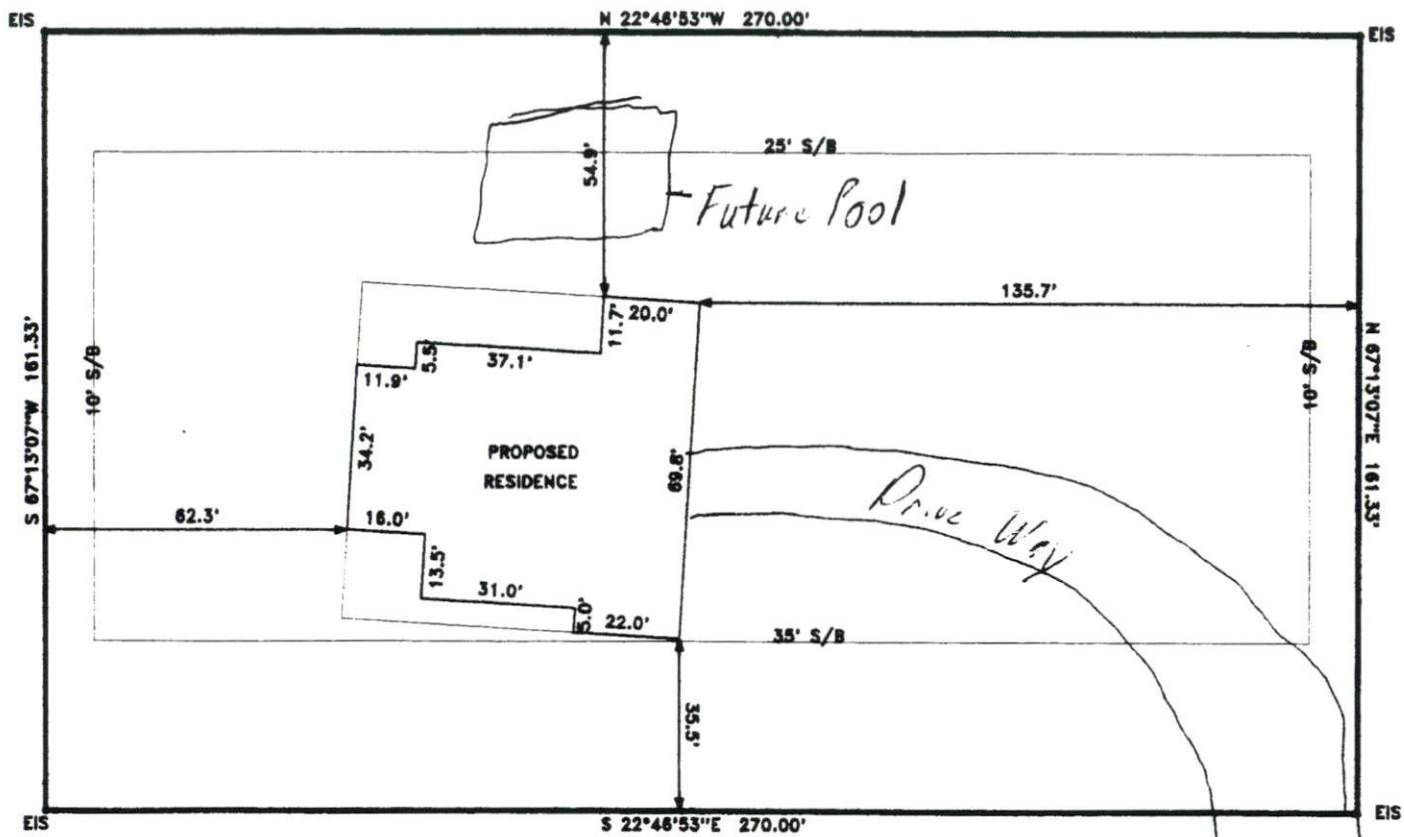 EIS
N 22°46'53"W 270.00'
EIS
25' S/B
54.9'
Future Pool
135.7'
20.0'
11.7'
37.1'
5.5'
11.9'
10' S/B
10' S/B
S 67°13'07"W 161.33'
N 67°13'07"E 161.33'
34.2'
PROPOSED
RESIDENCE
69.8'
Drive Way
62.3'
16.0'
13.5'
31.0'
5.0'
22.0'
35' S/B
35.5'
EIS
S 22°46'53"E 270.00'
EIS